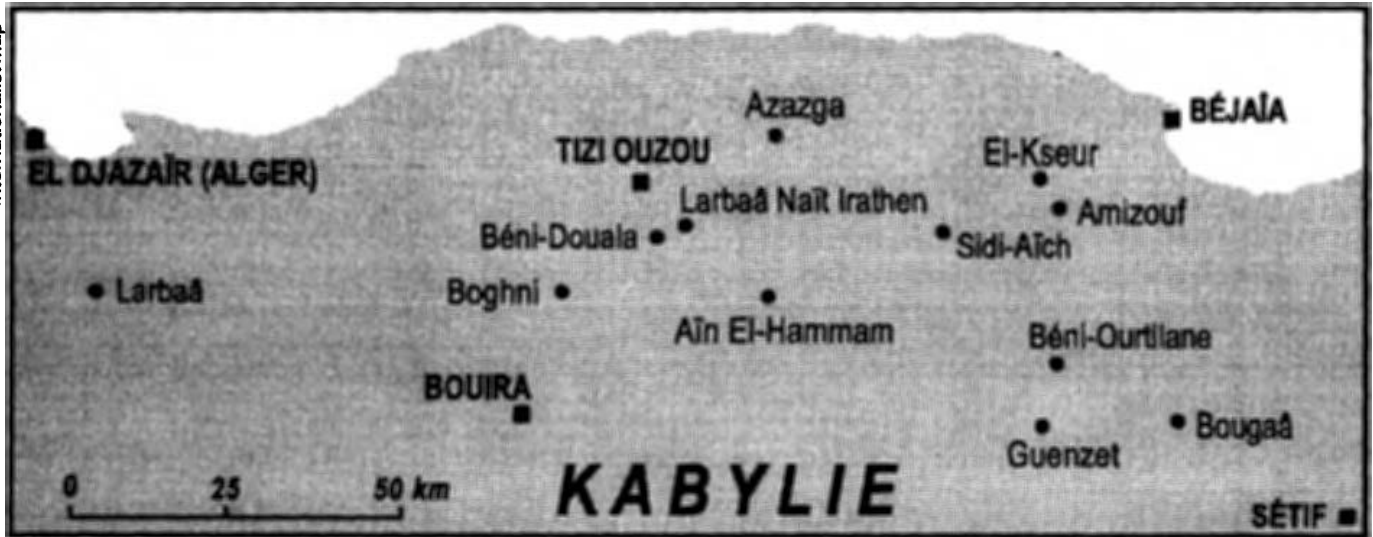 Azazga
BÉJAÏA
TIZI OUZOU
El-Kseur
EL DJAZAÏR (ALGER)
Larbaâ Naït Irathen
Amizouf
Béni-Douala
Sidi-Aïch
Larbaâ
Boghni
Aïn El-Hammam
Béni-Ourtilane
BOUIRA
Bougaâ
Guenzet
0 25 50 km
KABYLIE
SÉTIF